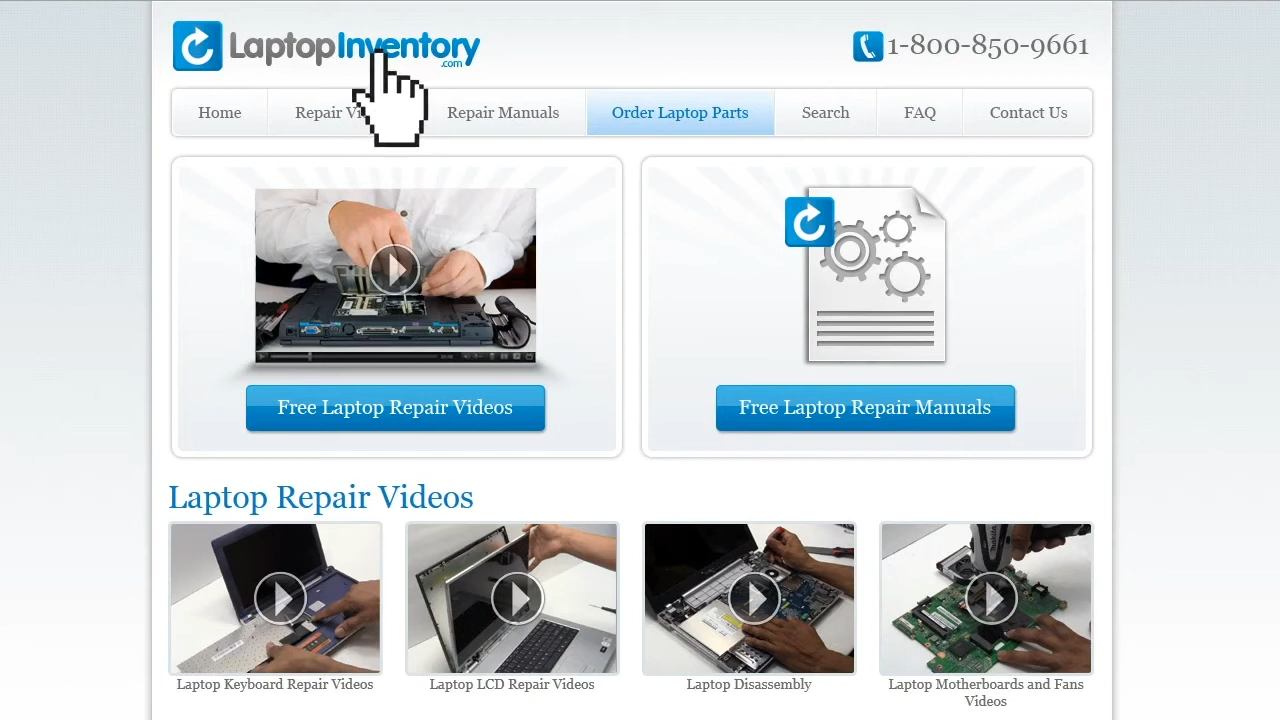 LaptopInventory
.com
1-800-850-9661
Home
Repair Vi
Repair Manuals
Order Laptop Parts
Search
FAQ
Contact Us
Free Laptop Repair Videos
Free Laptop Repair Manuals
Laptop Repair Videos
Laptop Keyboard Repair Videos
Laptop LCD Repair Videos
Laptop Disassembly
Laptop Motherboards and Fans
Videos